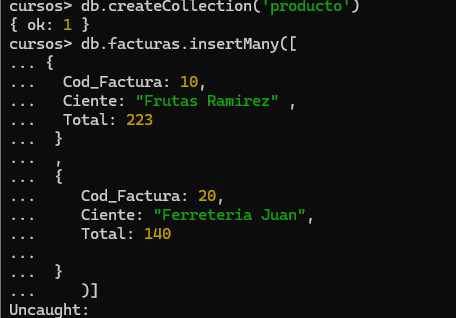 cursos> db.createCollection('producto')
{ ok: 1 }
cursos> db.facturas.insertMany([
... {
...   Cod_Factura: 10,
...   Ciente: "Frutas Ramirez" ,
...   Total: 223
...  }
...  ,
...  {
...     Cod_Factura: 20,
...     Ciente: "Ferreteria Juan",
...     Total: 140
...
...  }
...     )]
Uncaught: